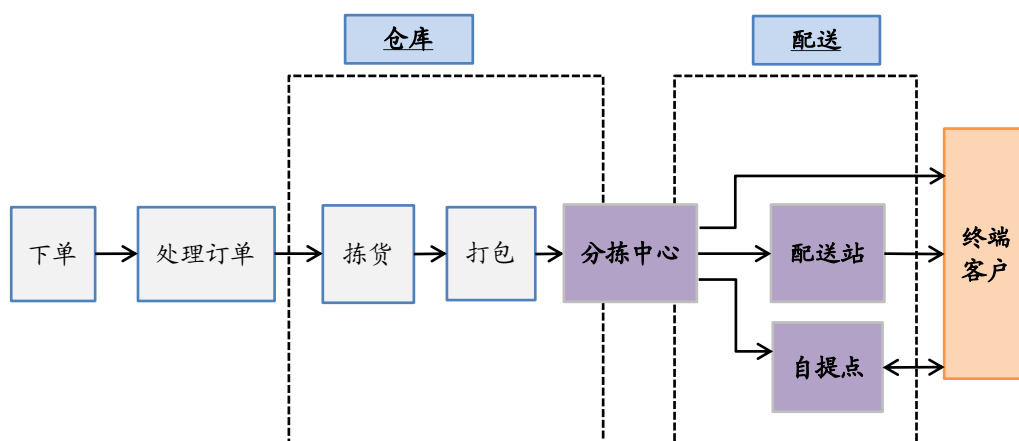 仓库
配送
下单
处理订单
拣货
打包
分拣中心
配送站
自提点
终端
客户